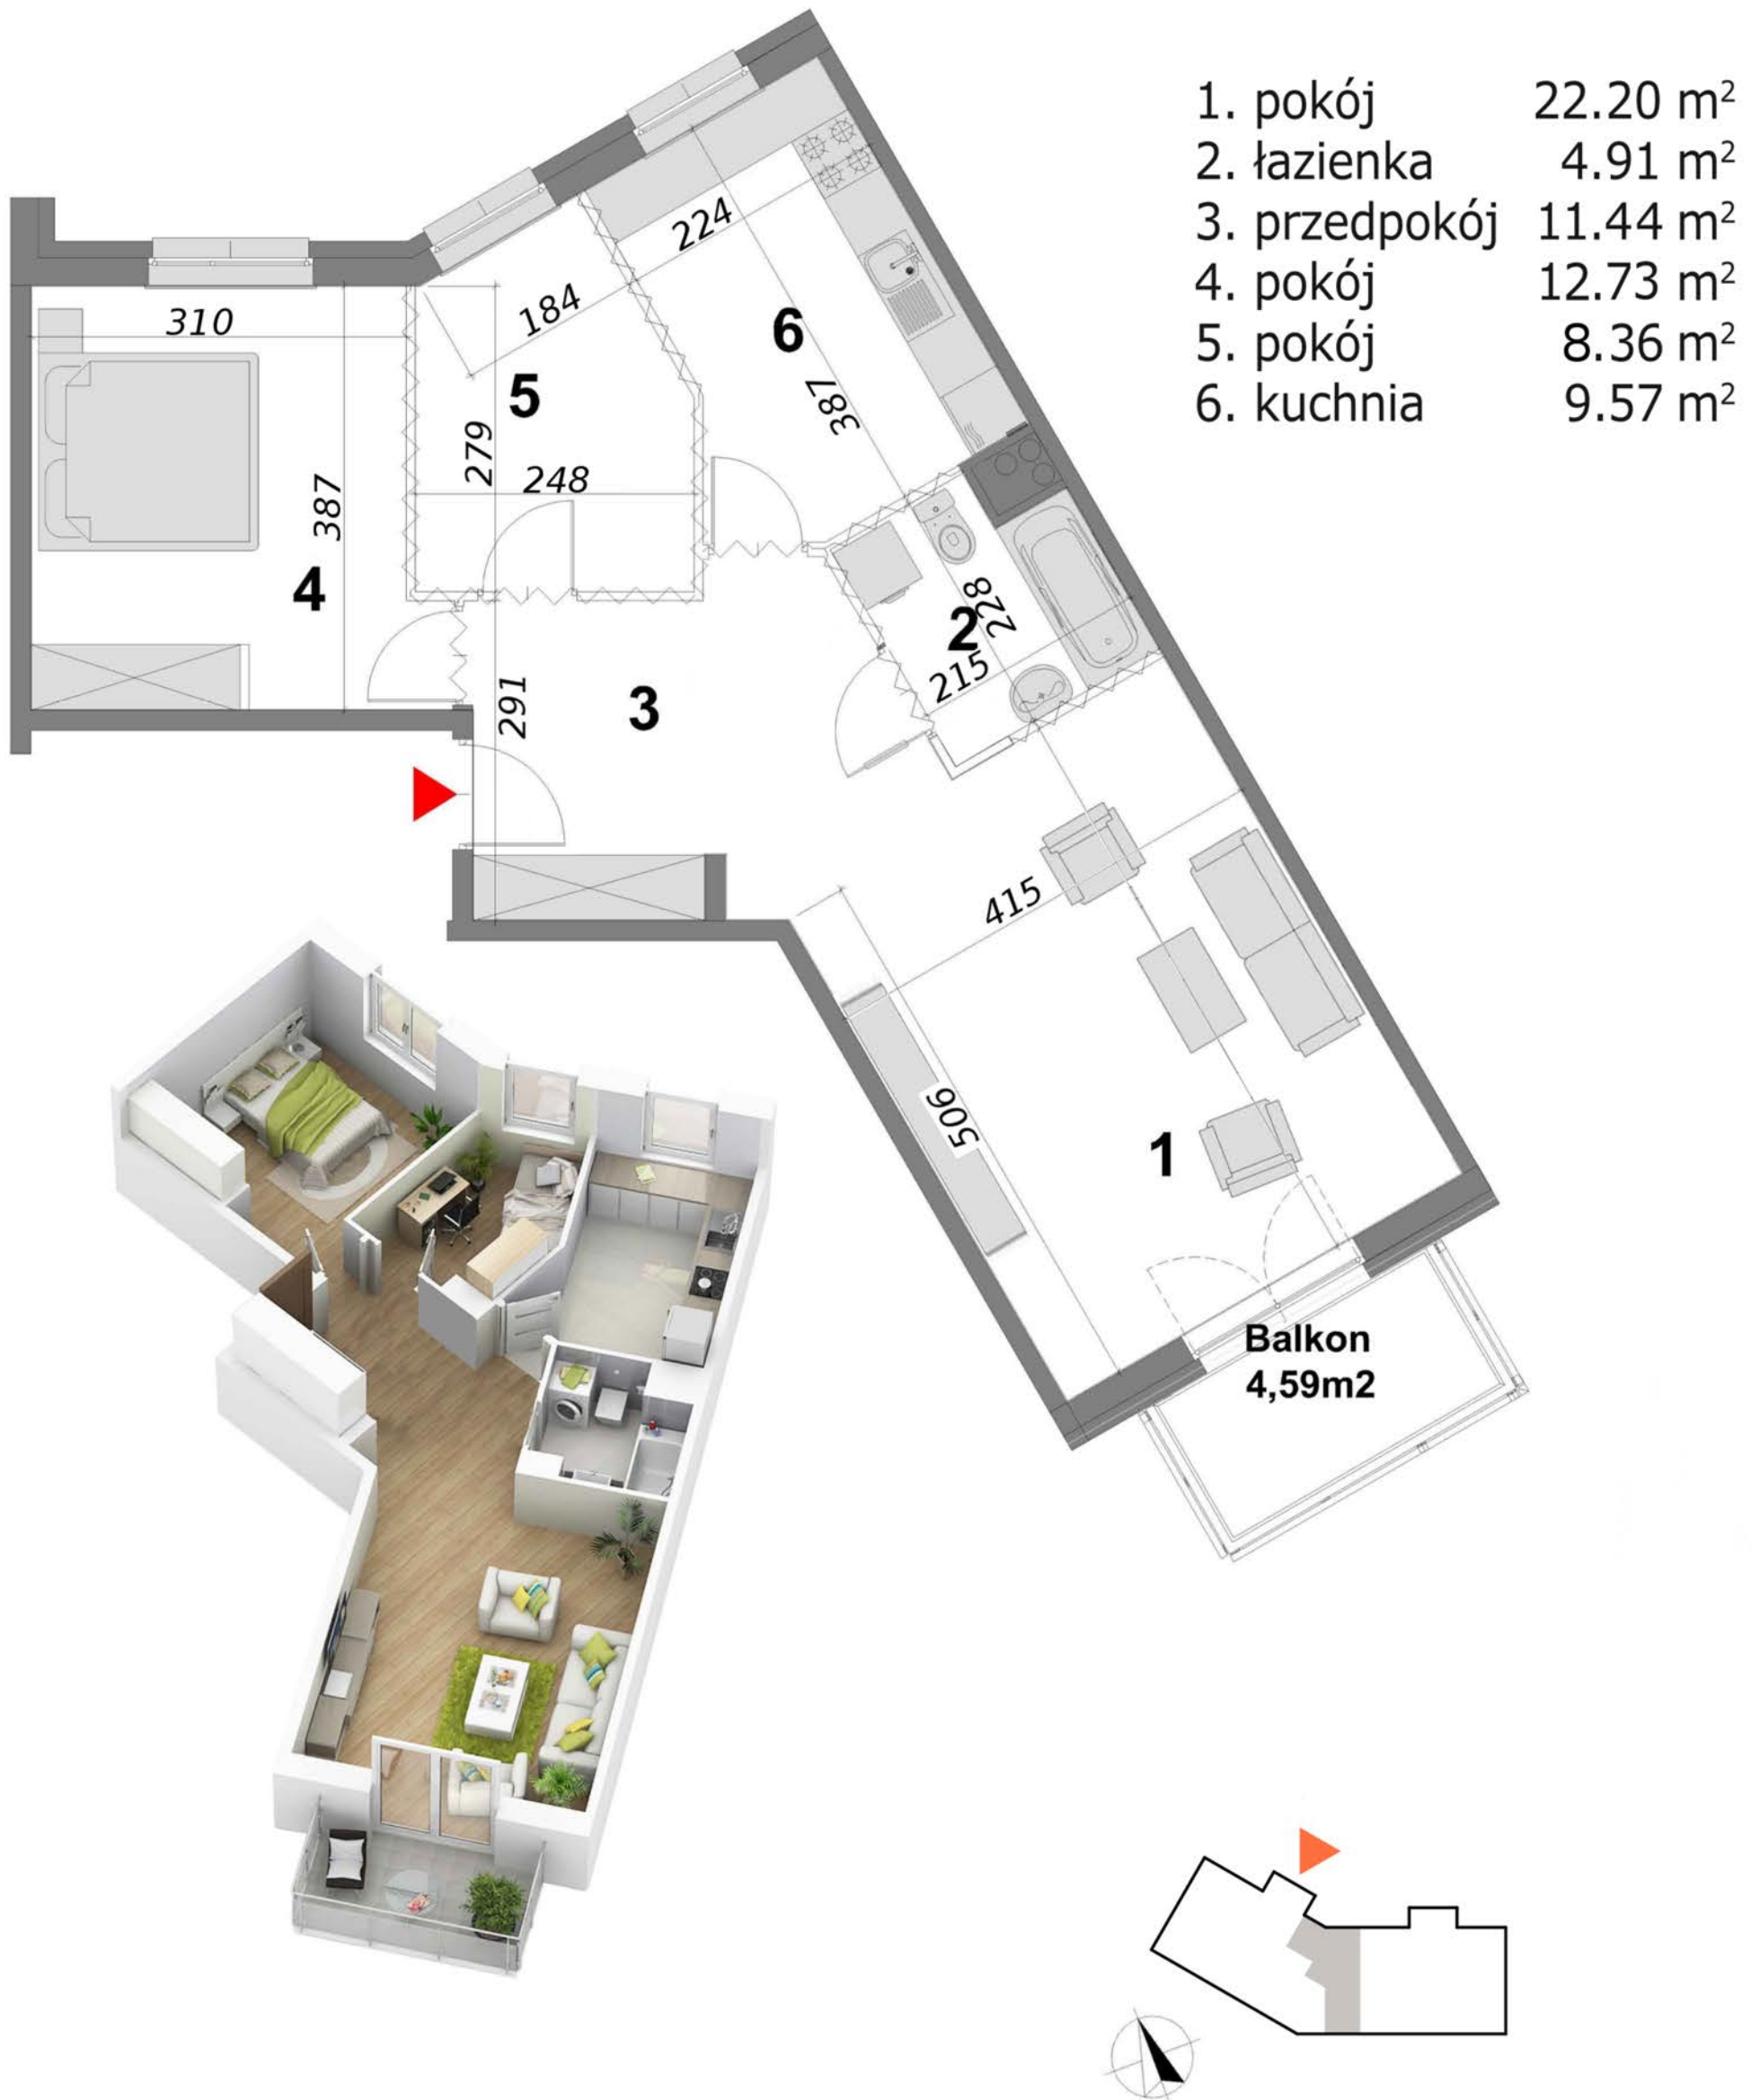 1. pokój 22.20 m²
2. łazienka 4.91 m²
3. przedpokój 11.44 m²
4. pokój 12.73 m²
5. pokój 8.36 m²
6. kuchnia 9.57 m²
224
310
184
6
5
387
279
248
387
4
228
2
215
291
3
415
506
1
Balkon
4,59m2